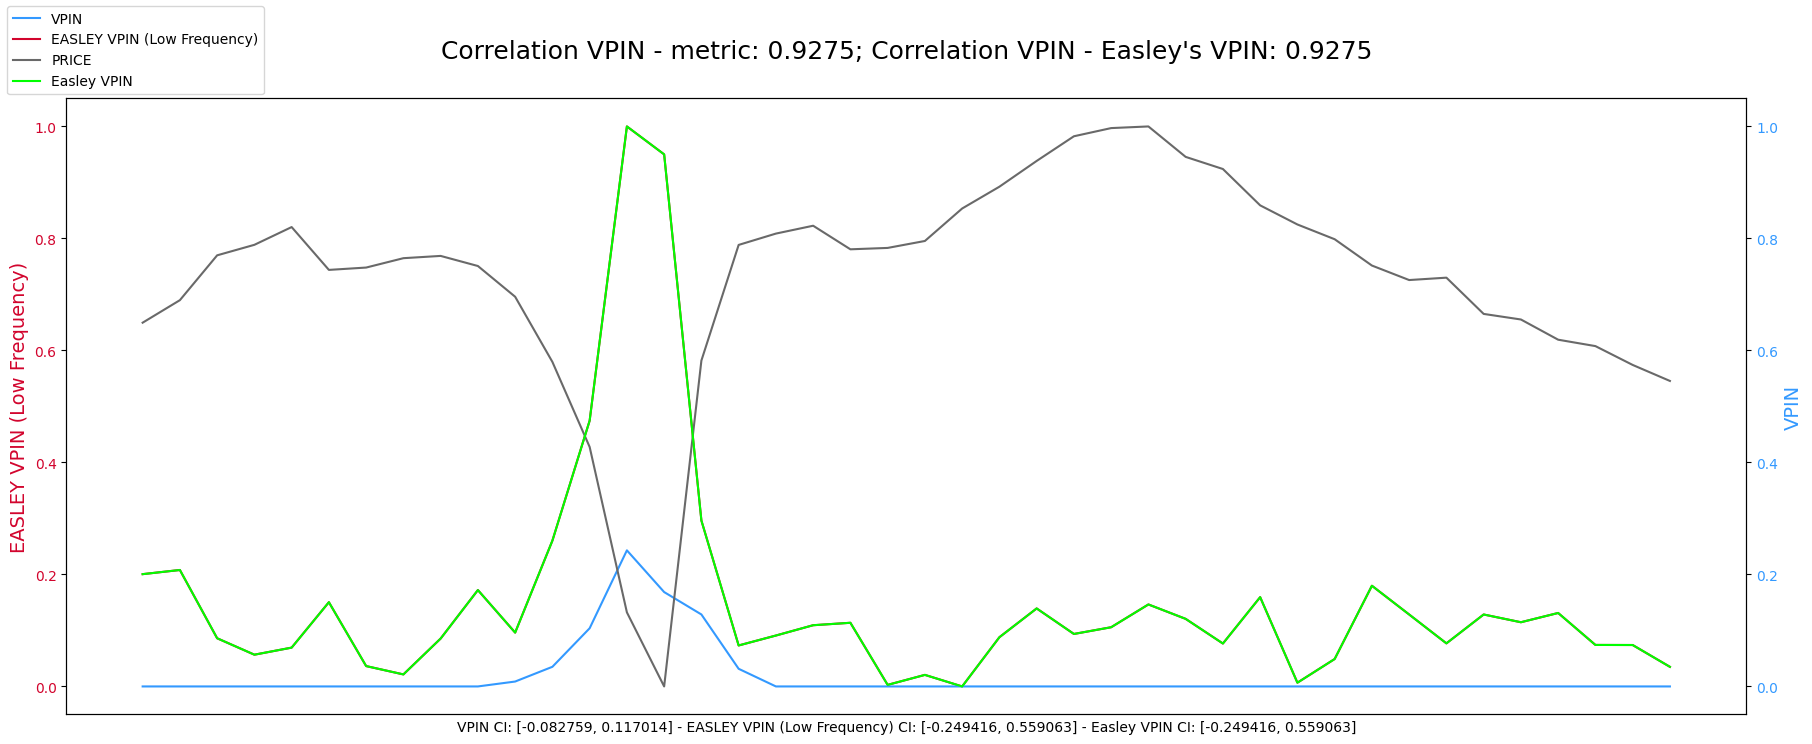 VPIN
EASLEY VPIN (Low Frequency)
PRICE
Easley VPIN
Correlation VPIN - metric: 0.9275; Correlation VPIN - Easley's VPIN: 0.9275
EASLEY VPIN (Low Frequency)
1.0
0.8
0.6
0.4
0.2
0.0
1.0
0.8
0.6
0.4
0.2
0.0
VPIN
VPIN CI: [-0.082759, 0.117014] - EASLEY VPIN (Low Frequency) CI: [-0.249416, 0.559063] - Easley VPIN CI: [-0.249416, 0.559063]